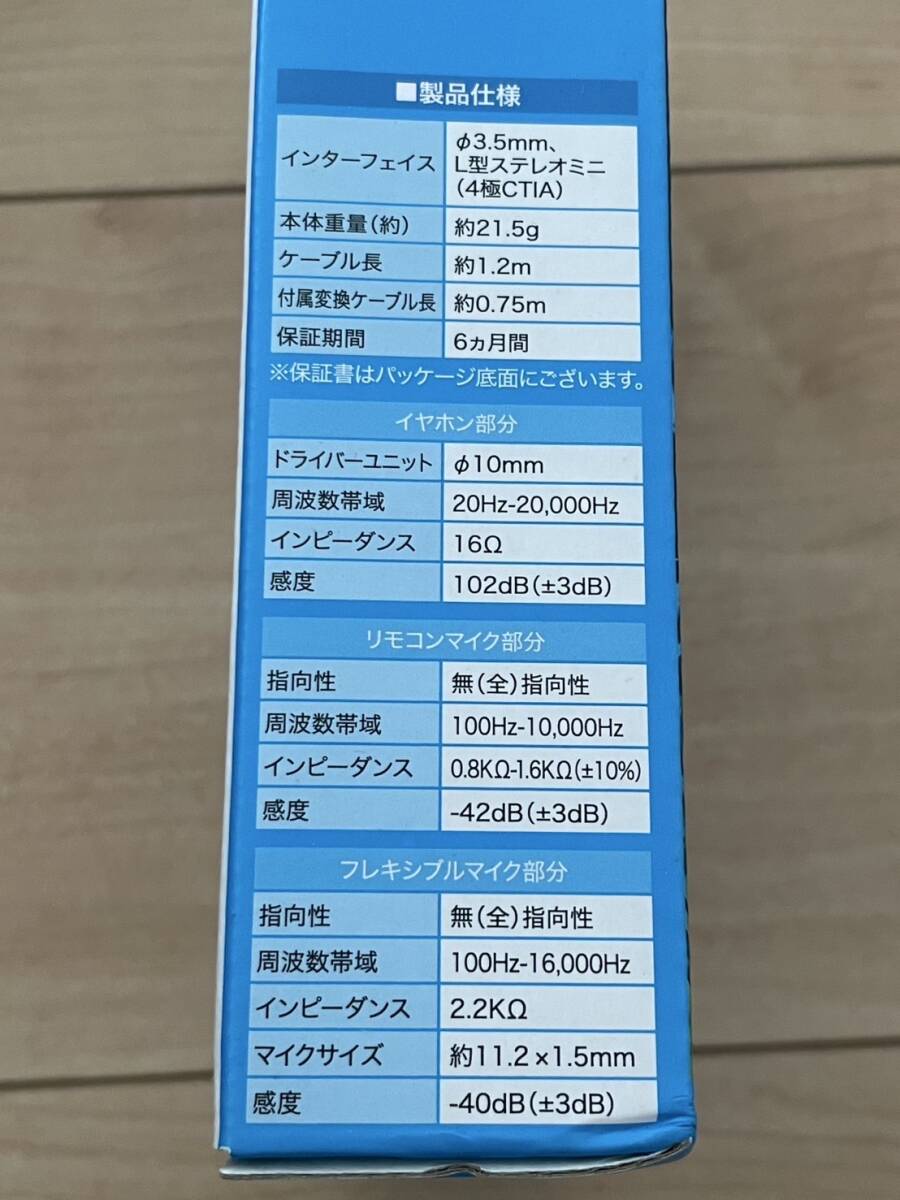 ■製品仕様
インターフェイス
φ3.5mm、
L型ステレオミニ
(4極CTIA)
本体重量(約) 約21.5g
ケーブル長 約1.2m
付属変換ケーブル長 約0.75m
保証期間 6ヵ月間
※保証書はパッケージ底面にございます。
イヤホン部分
ドライバーユニット φ10mm
周波数帯域 20Hz-20,000Hz
インピーダンス 16Ω
感度 102dB(±3dB)
リモコンマイク部分
指向性 無(全)指向性
周波数帯域 100Hz-10,000Hz
インピーダンス 0.8KΩ-1.6KΩ(±10%)
感度 -42dB(±3dB)
フレキシブルマイク部分
指向性 無(全)指向性
周波数帯域 100Hz-16,000Hz
インピーダンス 2.2KΩ
マイクサイズ 約11.2×1.5mm
感度 -40dB(±3dB)